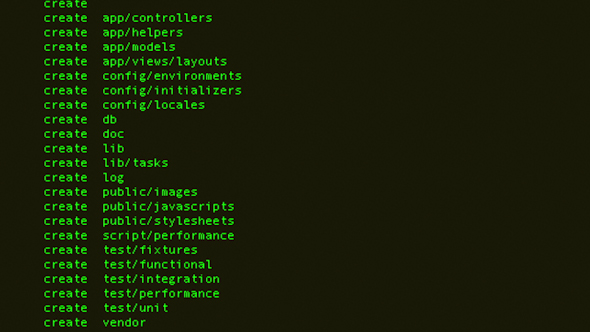 create
create app/controllers
create app/helpers
create app/models
create app/views/layouts
create config/environments
create config/initializers
create config/locales
create db
create doc
create lib
create lib/tasks
create log
create public/images
create public/javascripts
create public/stylesheets
create script/performance
create test/fixtures
create test/functional
create test/integration
create test/performance
create test/unit
create vendor